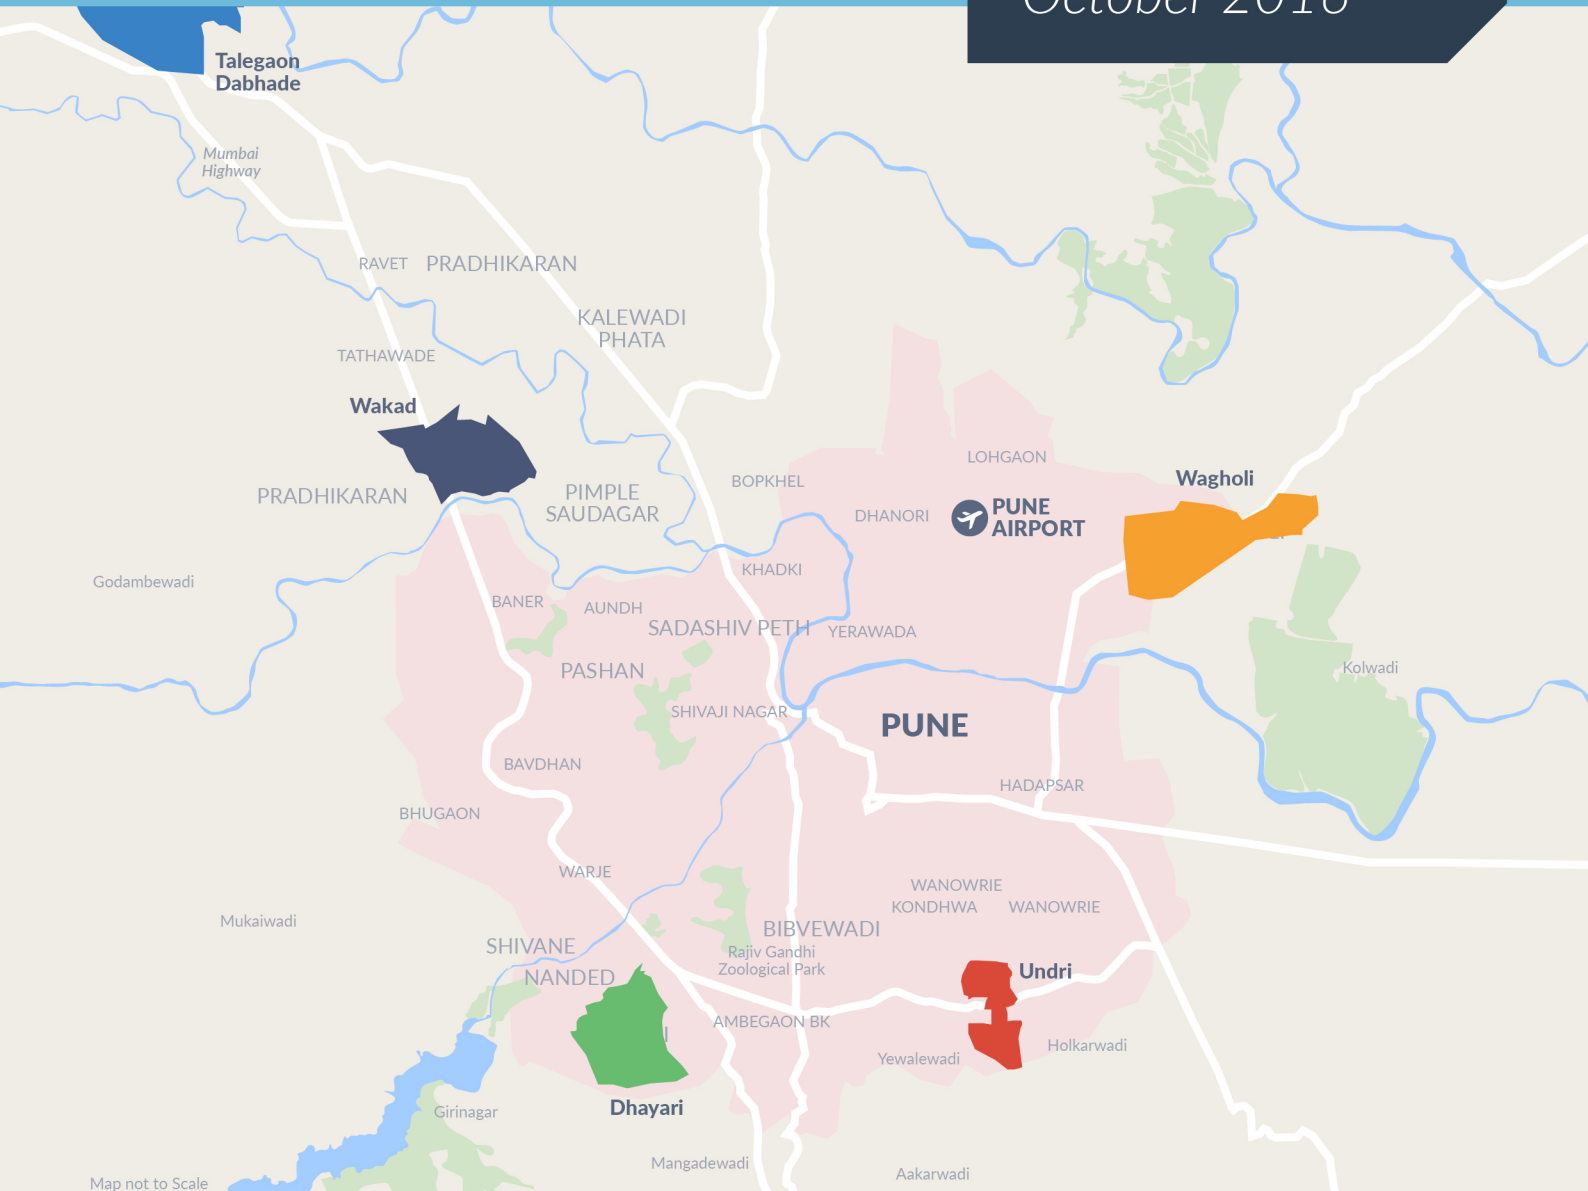 October 2016
Talegaon
Dabhade
Mumbai
Highway
RAVET
PRADHIKARAN
KALEWADI
PHATA
TATHAWADE
Wakad
LOHGAON
Wagholi
BOPKHEL
PRADHIKARAN
PIMPLE
SAUDAGAR
DHANORI
PUNE
AIRPORT
KHADKI
Godambewadi
BANER
AUNDH
SADASHIV PETH
YERAWADA
PASHAN
Kolwadi
SHIVAJI NAGAR
PUNE
BAVDHAN
HADAPSAR
BHUGAON
WARJE
WANOWRIE
KONDHWA
WANOWRIE
Mukaiwadi
BIBVEWADI
SHIVANE
Rajiv Gandhi
Zoological Park
NANDED
Undri
AMBEGAON BK
Yewalewadi
Holkarwadi
Dhayari
Girinagar
Mangadewadi
Aakarwadi
Map not to Scale